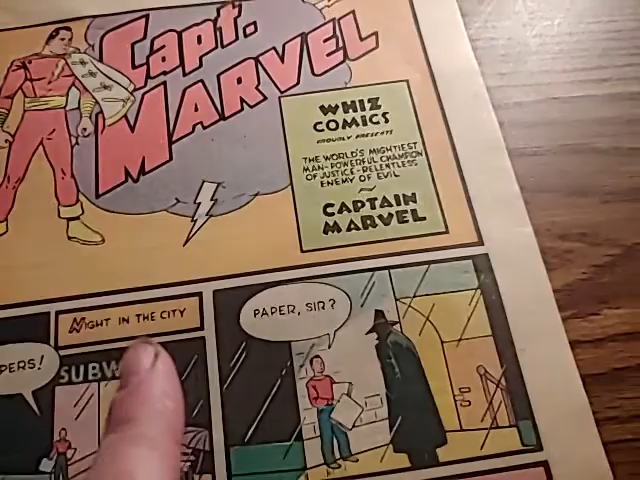 Capt.
MARVEL
WHIZ
COMICS
PROUDLY PRESENTS
THE WORLD'S MIGHTIEST
MAN-POWERFUL CHAMPION
OF JUSTICE-RELENTLESS
ENEMY OF EVIL
~
CAPTAIN
MARVEL
NIGHT IN THE CITY
PERS!
SUBW
PAPER, SIR?